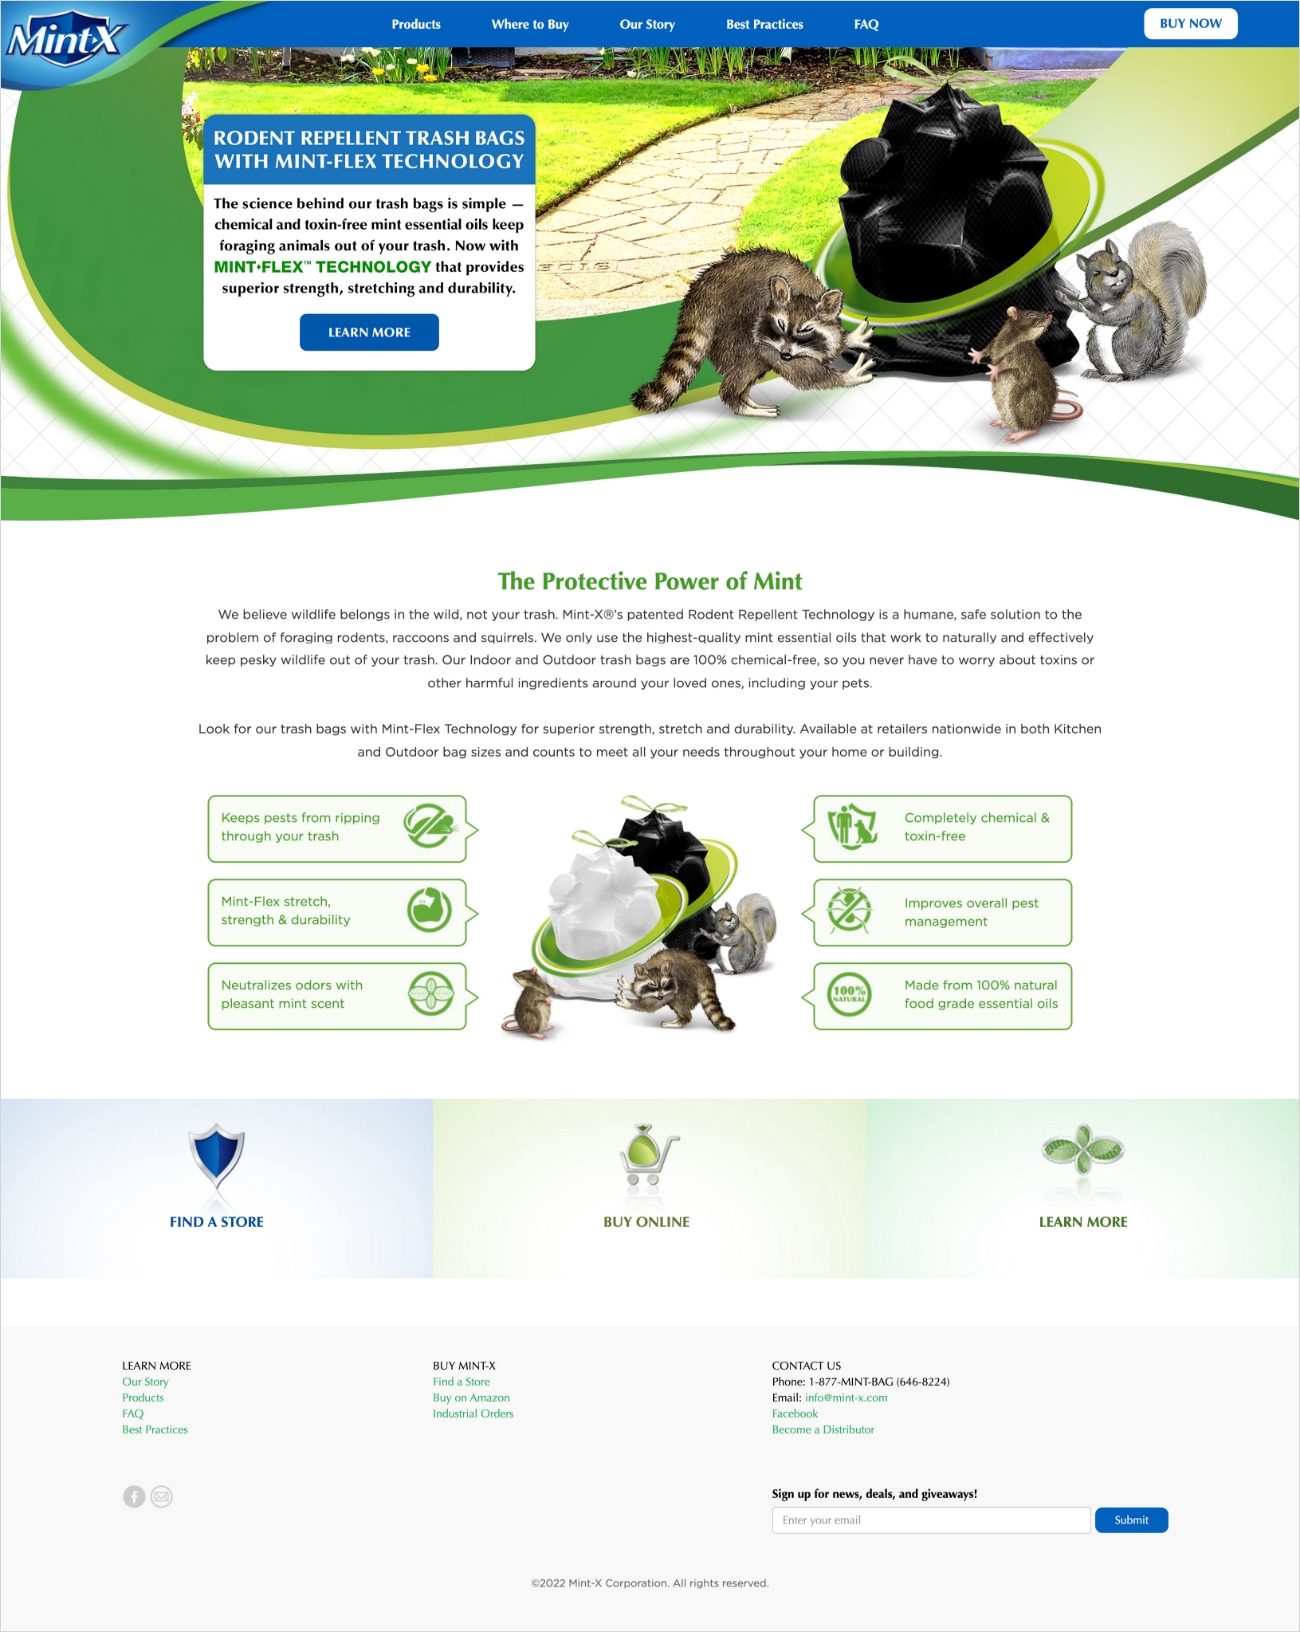 Mint-X
Products
Where to Buy
Our Story
Best Practices
FAQ
BUY NOW
RODENT REPELLENT TRASH BAGS
WITH MINT-FLEX TECHNOLOGY
The science behind our trash bags is simple —
chemical and toxin-free mint essential oils keep
foraging animals out of your trash. Now with
MINT•FLEX™ TECHNOLOGY that provides
superior strength, stretching and durability.
LEARN MORE
The Protective Power of Mint
We believe wildlife belongs in the wild, not your trash. Mint-X®'s patented Rodent Repellent Technology is a humane, safe solution to the
problem of foraging rodents, raccoons and squirrels. We only use the highest-quality mint essential oils that work to naturally and effectively
keep pesky wildlife out of your trash. Our Indoor and Outdoor trash bags are 100% chemical-free, so you never have to worry about toxins or
other harmful ingredients around your loved ones, including your pets.
Look for our trash bags with Mint-Flex Technology for superior strength, stretch and durability. Available at retailers nationwide in both Kitchen
and Outdoor bag sizes and counts to meet all your needs throughout your home or building.
Keeps pests from ripping
through your trash
Mint-Flex stretch,
strength & durability
Neutralizes odors with
pleasant mint scent
Completely chemical &
toxin-free
Improves overall pest
management
100%
NATURAL
Made from 100% natural
food grade essential oils
FIND A STORE
BUY ONLINE
LEARN MORE
LEARN MORE
Our Story
Products
FAQ
Best Practices
BUY MINT-X
Find a Store
Buy on Amazon
Industrial Orders
CONTACT US
Phone: 1-877-MINT-BAG (646-8224)
Email: info@mint-x.com
Facebook
Become a Distributor
Sign up for news, deals, and giveaways!
Enter your email
Submit
©2022 Mint-X Corporation. All rights reserved.